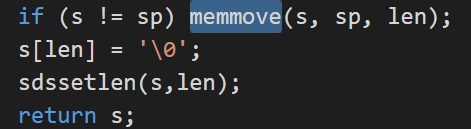 if (s != sp) memmove(s, sp, len);
s[len] = '\0';
sdssetlen(s,len);
return s;